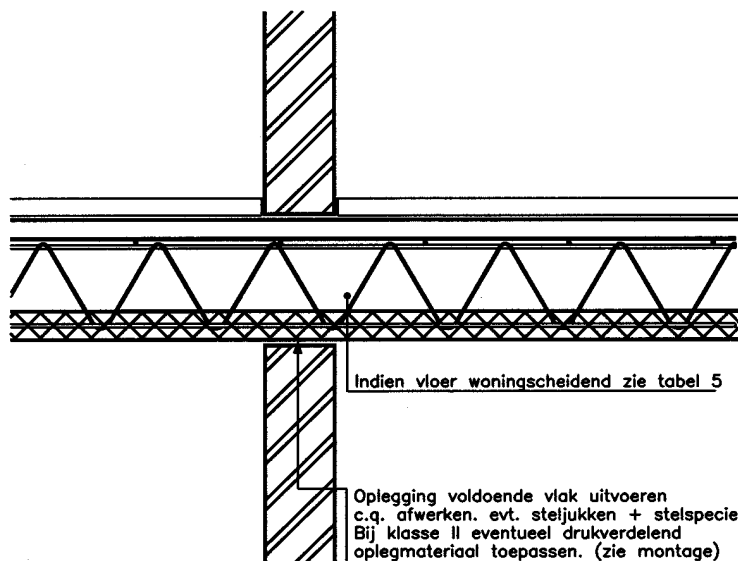 Indien vloer woningscheidend zie tabel 5
Oplegging voldoende vlak uitvoeren
c.q. afwerken. evt. steljukken + stelspecie
Bij klasse II eventueel drukverdelend
oplegmateriaal toepassen. (zie montage)